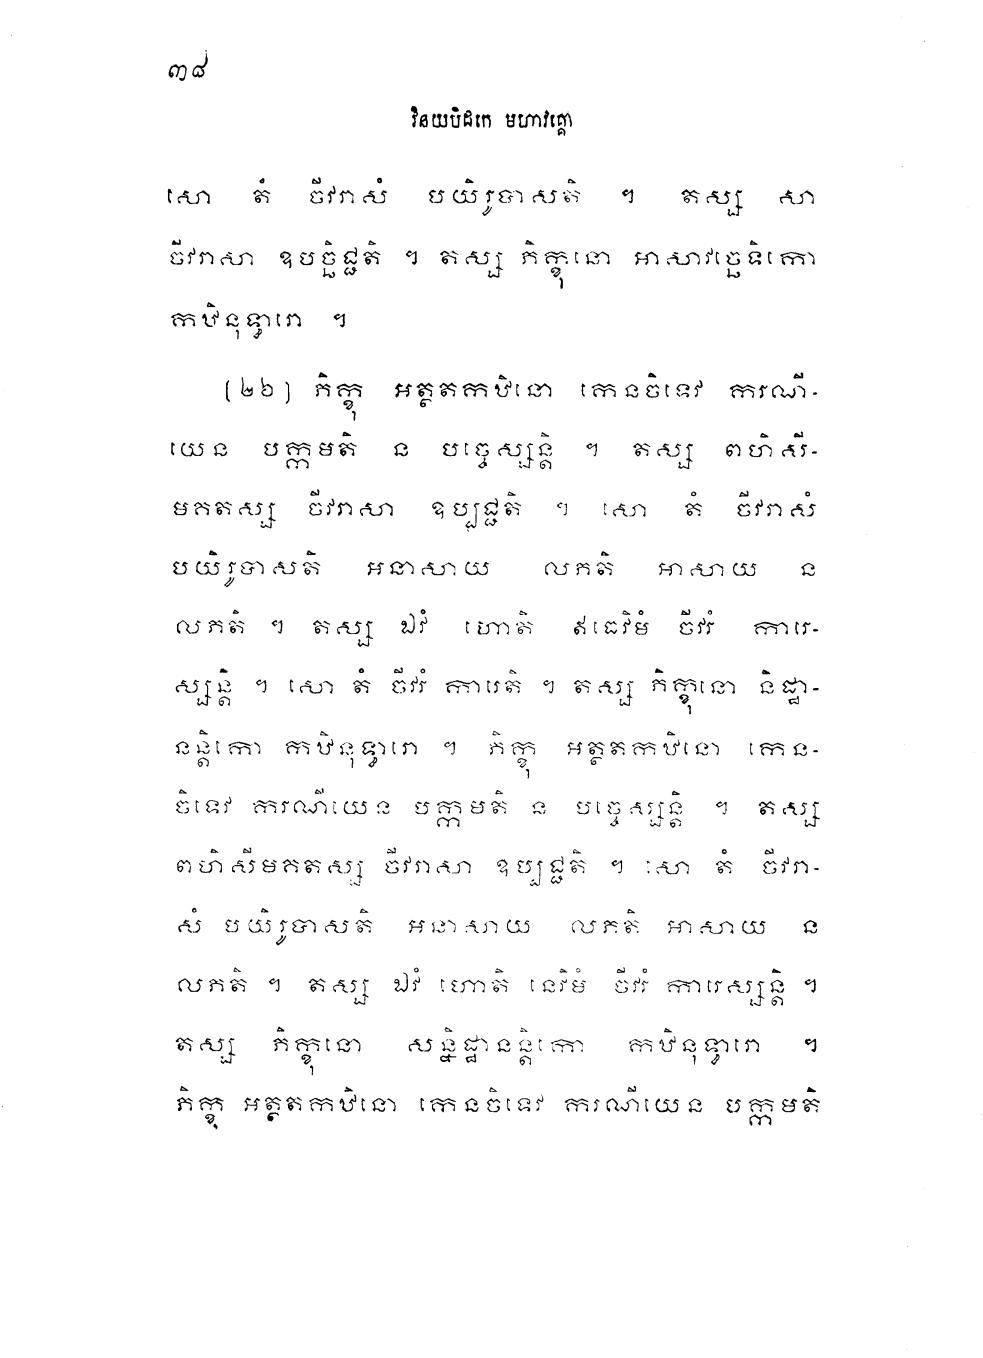 ៣៨
វិនយបិដកេ មហាវគ្គោ
សោ តំ ចីវរាសំ បយិរុបាសតិ ។ តស្ស សា
ចីវរាសា ឧបច្ឆិជ្ជតិ ។ តស្ស ភិក្ខុនោ អាសាវច្ឆេទិកោ
កឋិនុទ្ធារោ ។
(២៦) ភិក្ខុ អត្ថតកឋិនោ កេនចិទេវ ករណី-
យេន បក្កមតិ ន បច្ចេស្សន្តិ ។ តស្ស ពហិសី-
មគតស្ស ចីវរាសា ឧប្បជ្ជតិ ។ សោ តំ ចីវរាសំ
បយិរូបាសតិ អនាសាយ លភតិ អាសាយ ន
លភតិ ។ តស្ស ឯវំ ហោតិ ឥធេវិមំ ចីវរំ ការេ-
ស្សន្តិ ។ សោ តំ ចីវរំ ការេតិ ។ តស្ស ភិក្ខុនោ និដ្ឋា-
នន្តិកោ កឋិនុទ្ធារោ ។ ភិក្ខុ អត្ថតកឋិនោ កេន-
ចិទេវ ករណីយេន បក្កមតិ ន បច្ចេស្សន្តិ ។ តស្ស
ពហិសីមគតស្ស ចីវរាសា ឧប្បជ្ជតិ ។ សោ តំ ចីវរា-
សំ បយិរូបាសតិ អនាសាយ លភតិ អាសាយ ន
លភតិ ។ តស្ស ឯវំ ហោតិ នេវិមំ ចីវរំ ការេស្សន្តិ ។
តស្ស ភិក្ខុនោ សន្និដ្ឋានន្តិកោ កឋិនុទ្ធារោ ។
ភិក្ខុ អត្ថតកឋិនោ កេនចិទេវ ករណីយេន បក្កមតិ